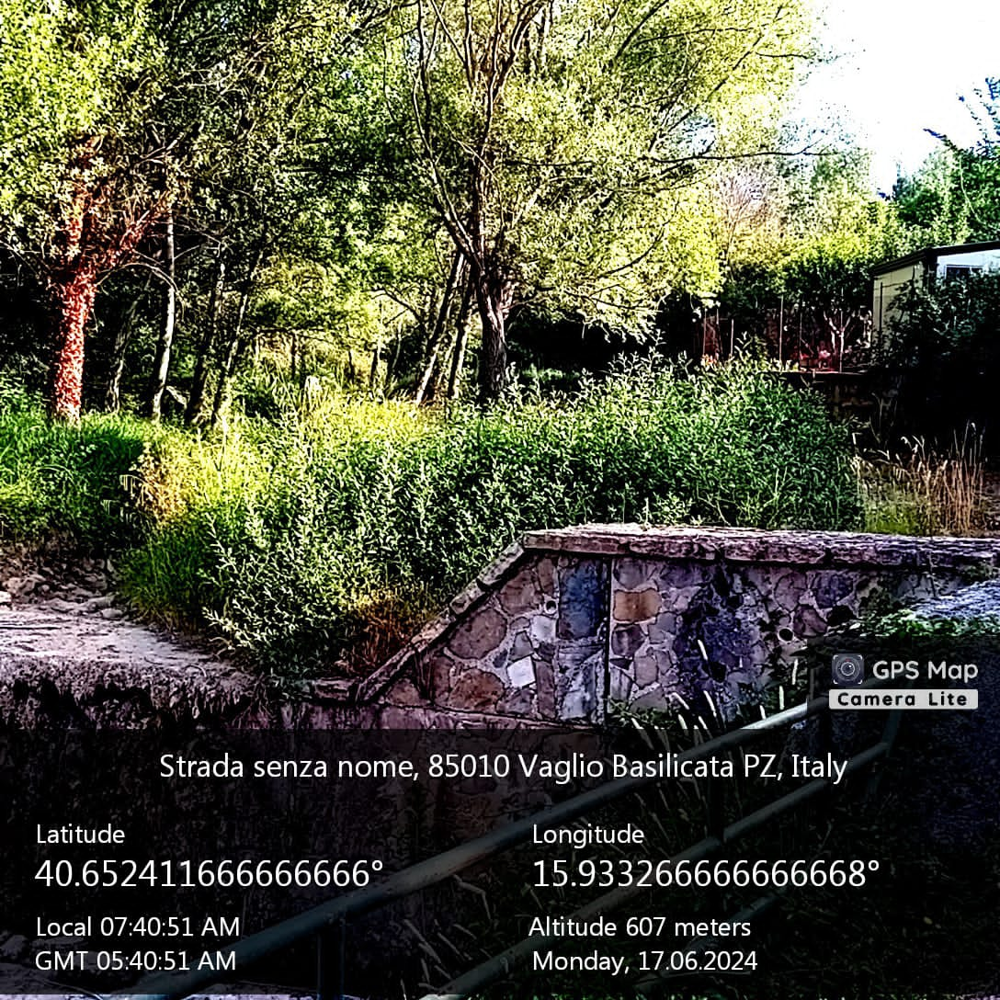 GPS Map
Camera Lite
Strada senza nome, 85010 Vaglio Basilicata PZ, Italy
Latitude
40.652411666666666°
Longitude
15.933266666666668°
Local 07:40:51 AM
GMT 05:40:51 AM
Altitude 607 meters
Monday, 17.06.2024